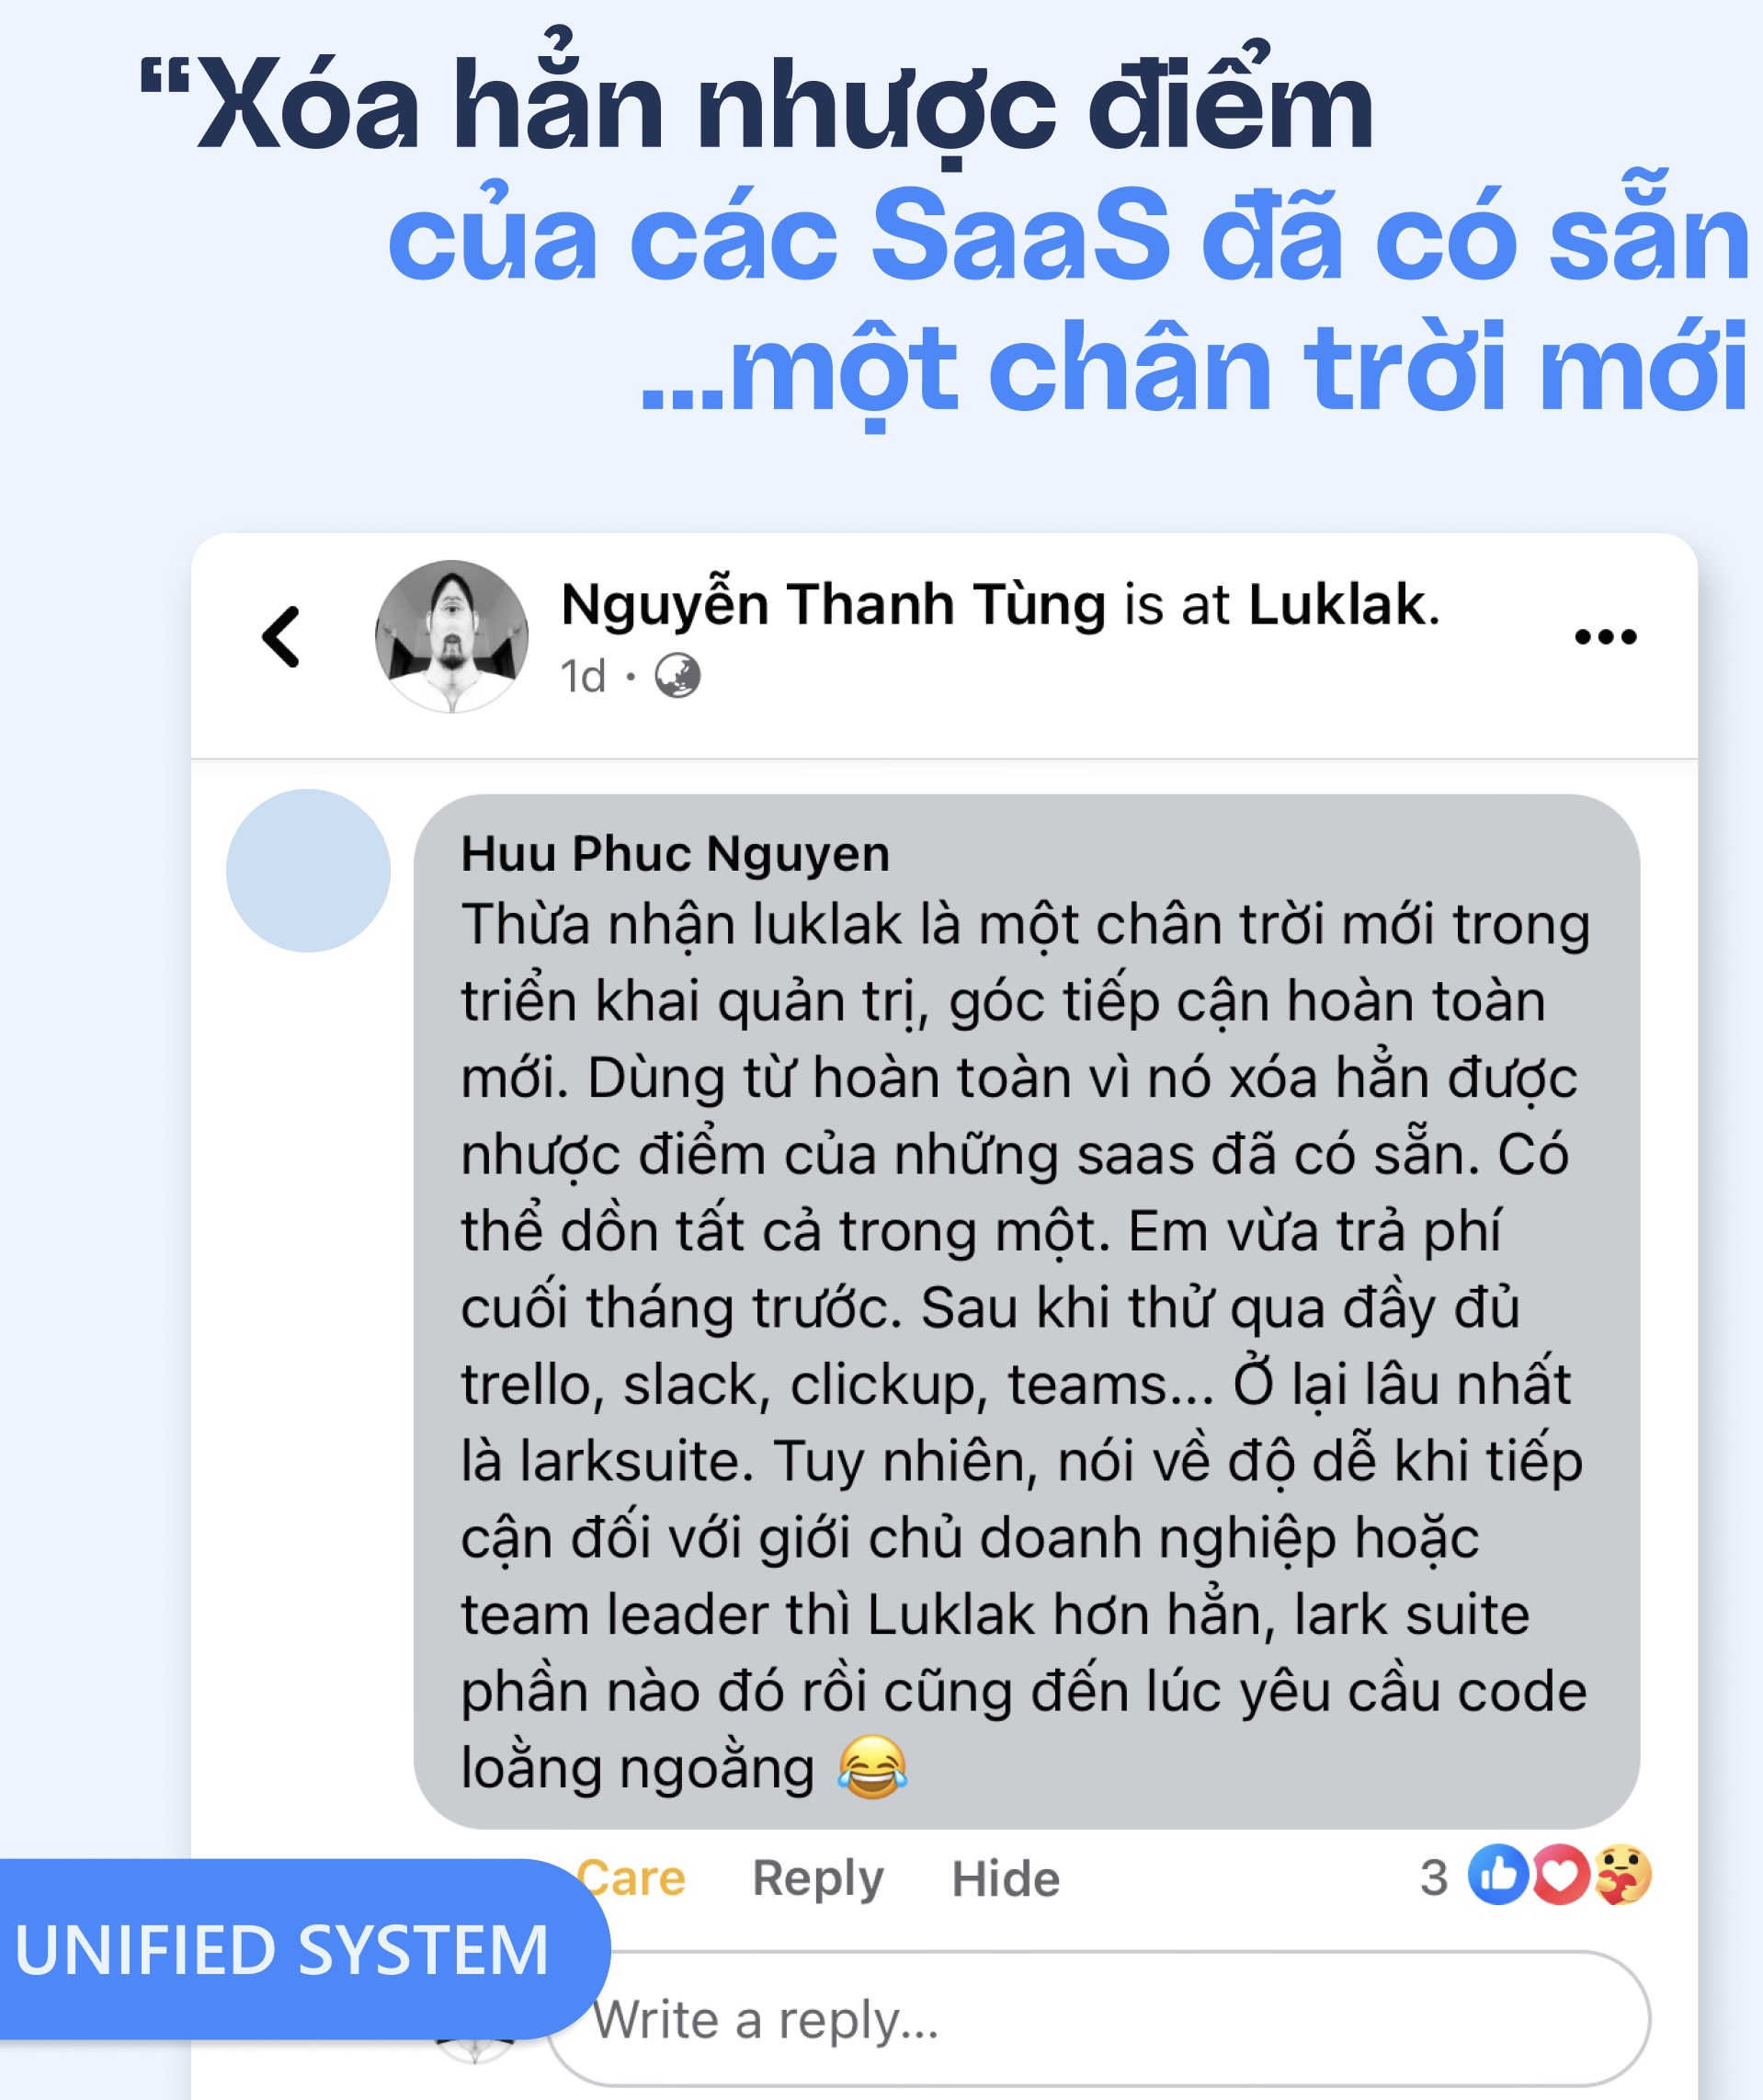 “Xóa hẳn nhược điểm
của các SaaS đã có sẵn
...một chân trời mới
Nguyễn Thanh Tùng is at Luklak.
1d ·
Huu Phuc Nguyen
Thừa nhận luklak là một chân trời mới trong
triển khai quản trị, góc tiếp cận hoàn toàn
mới. Dùng từ hoàn toàn vì nó xóa hẳn được
nhược điểm của những saas đã có sẵn. Có
thể dồn tất cả trong một. Em vừa trả phí
cuối tháng trước. Sau khi thử qua đầy đủ
trello, slack, clickup, teams... Ở lại lâu nhất
là larksuite. Tuy nhiên, nói về độ dễ khi tiếp
cận đối với giới chủ doanh nghiệp hoặc
team leader thì Luklak hơn hẳn, lark suite
phần nào đó rồi cũng đến lúc yêu cầu code
loằng ngoằng 😂
Care Reply Hide 3
UNIFIED SYSTEM
Write a reply...